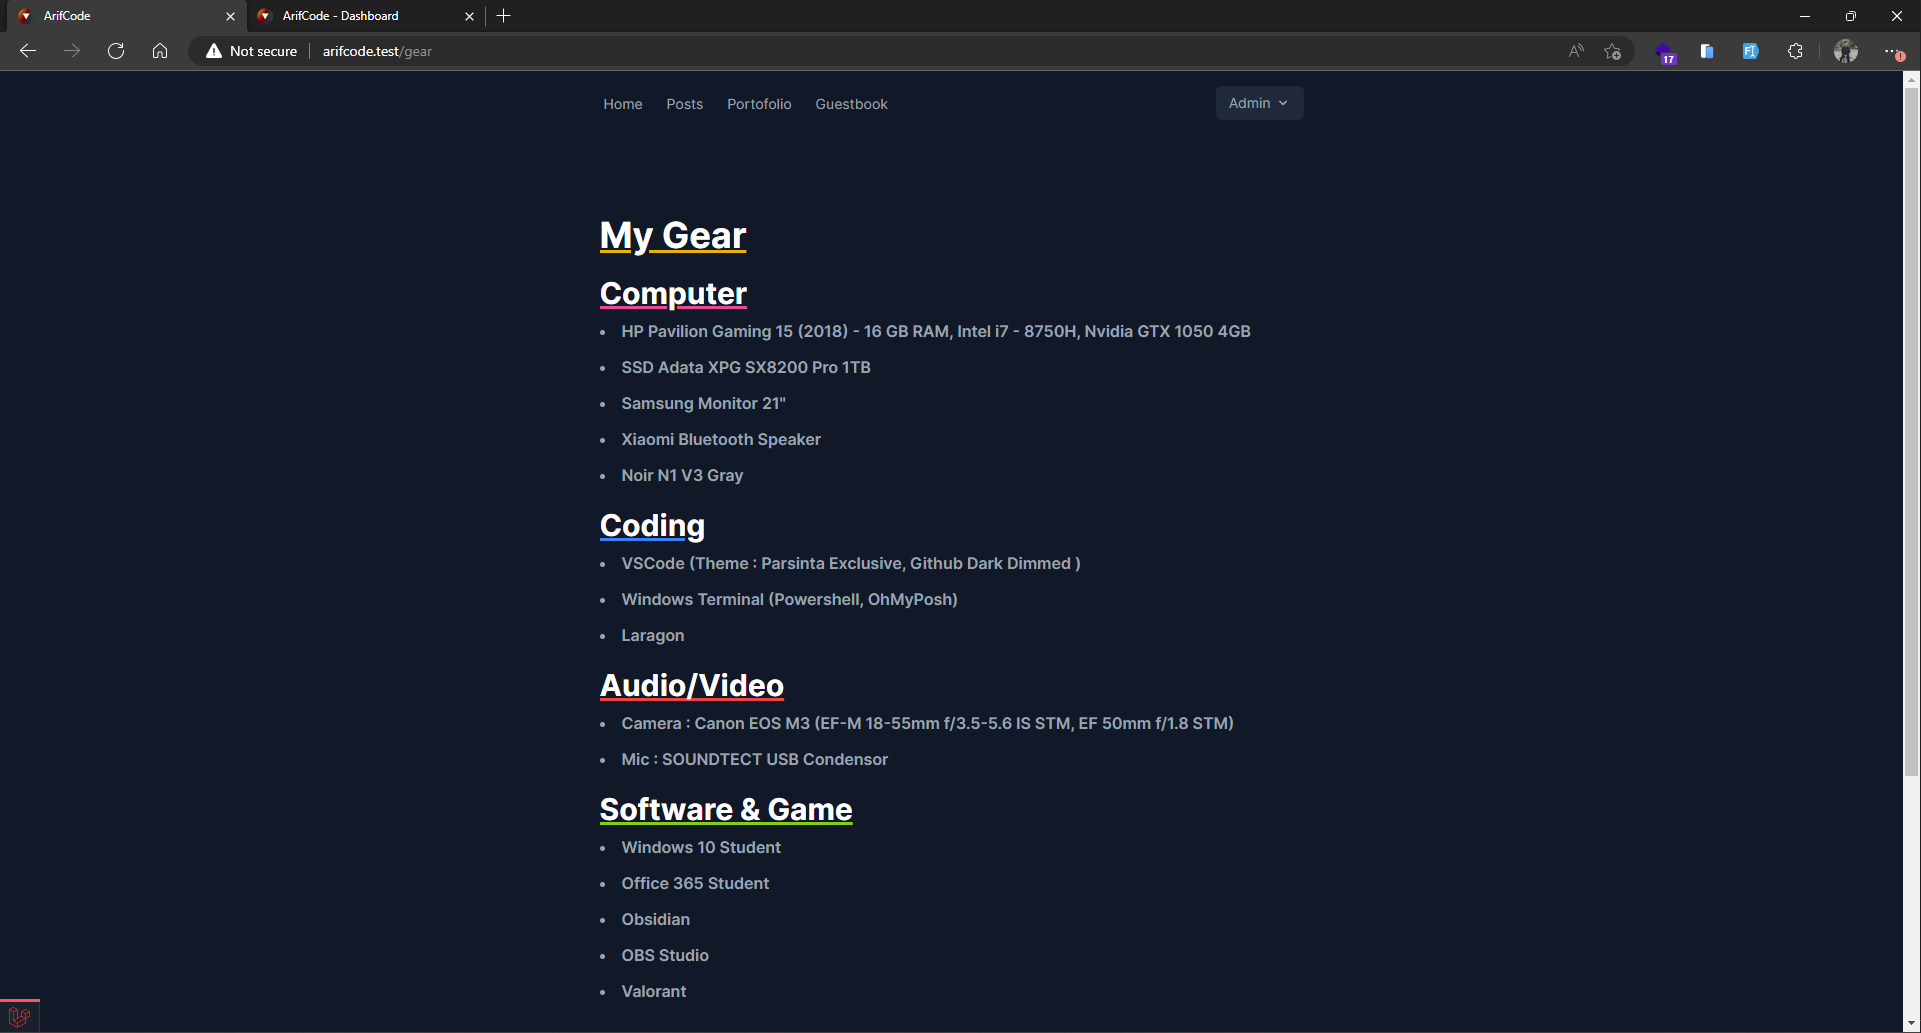 ArifCode
ArifCode - Dashboard
Not secure
arifcode.test/gear
17
Home Posts Portofolio Guestbook
Admin
My Gear
Computer
• HP Pavilion Gaming 15 (2018) - 16 GB RAM, Intel i7 - 8750H, Nvidia GTX 1050 4GB
• SSD Adata XPG SX8200 Pro 1TB
• Samsung Monitor 21"
• Xiaomi Bluetooth Speaker
• Noir N1 V3 Gray
Coding
• VSCode (Theme : Parsinta Exclusive, Github Dark Dimmed )
• Windows Terminal (Powershell, OhMyPosh)
• Laragon
Audio/Video
• Camera : Canon EOS M3 (EF-M 18-55mm f/3.5-5.6 IS STM, EF 50mm f/1.8 STM)
• Mic : SOUNDTECT USB Condensor
Software & Game
• Windows 10 Student
• Office 365 Student
• Obsidian
• OBS Studio
• Valorant